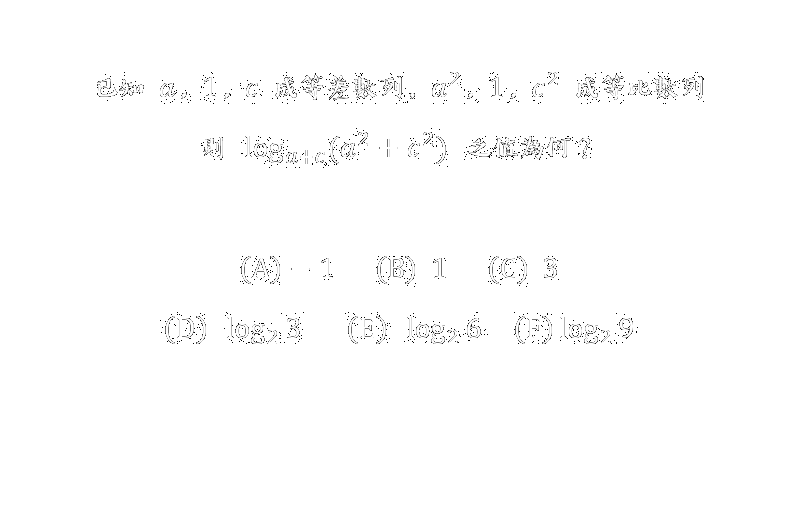 已知 a, 1, c 成等差數列, a², 1, c² 成等比數列
則 log_{a+c}(a² + c²) 之值為何?
(A) −1 (B) 1 (C) 3
(D) log₂ 3 (E) log₂ 6 (F) log₂ 9